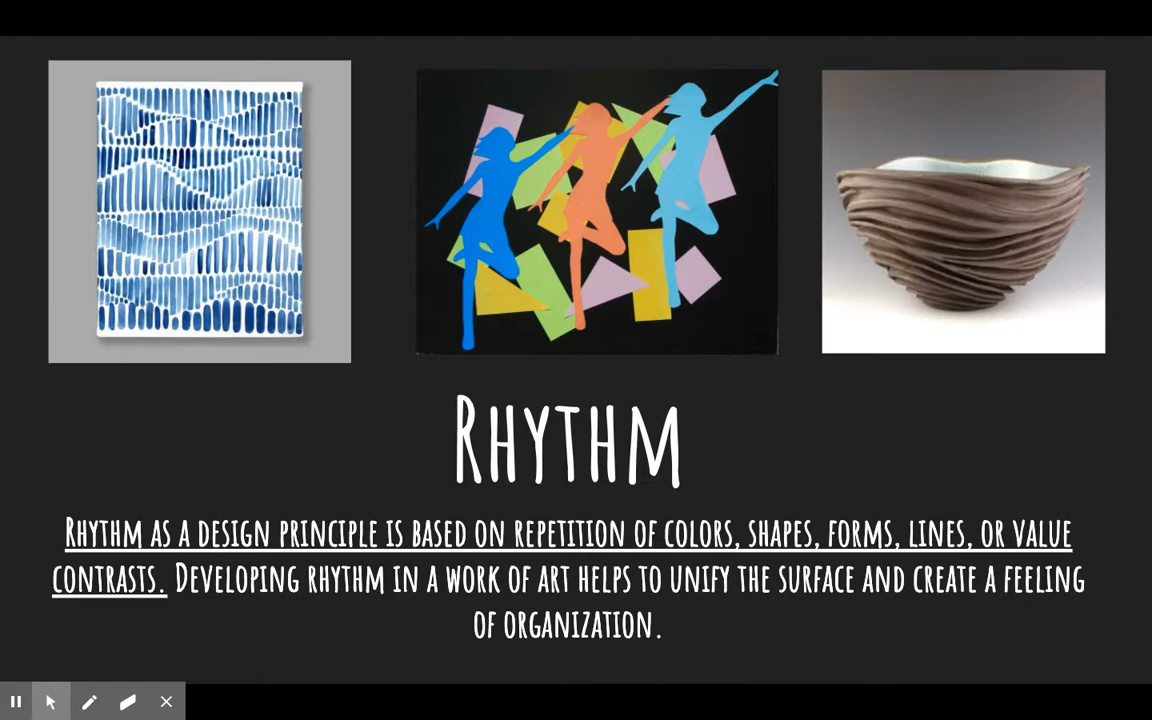 Rhythm
Rhythm as a design principle is based on repetition of colors, shapes, forms, lines, or value
contrasts. Developing rhythm in a work of art helps to unify the surface and create a feeling
of organization.